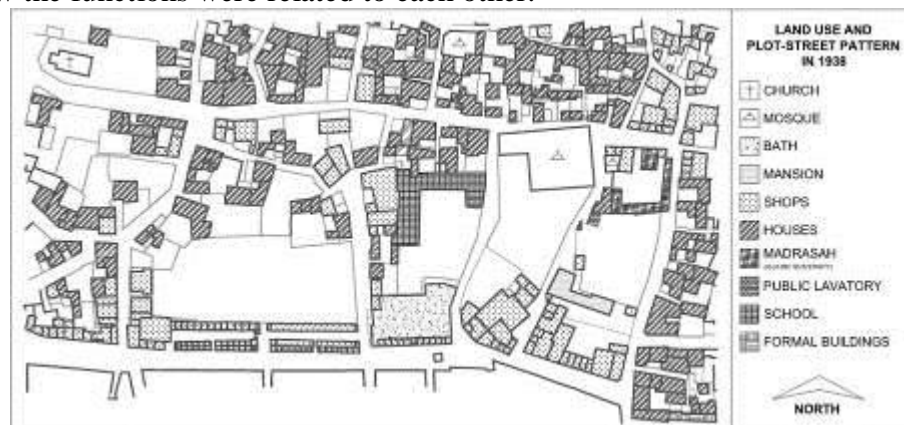 w the functions were related to each other.
LAND USE AND
PLOT-STREET PATTERN
IN 1938
CHURCH
MOSQUE
BATH
MANSION
SHOPS
HOUSES
MADRASAH
PUBLIC LAVATORY
SCHOOL
FORMAL BUILDINGS
NORTH